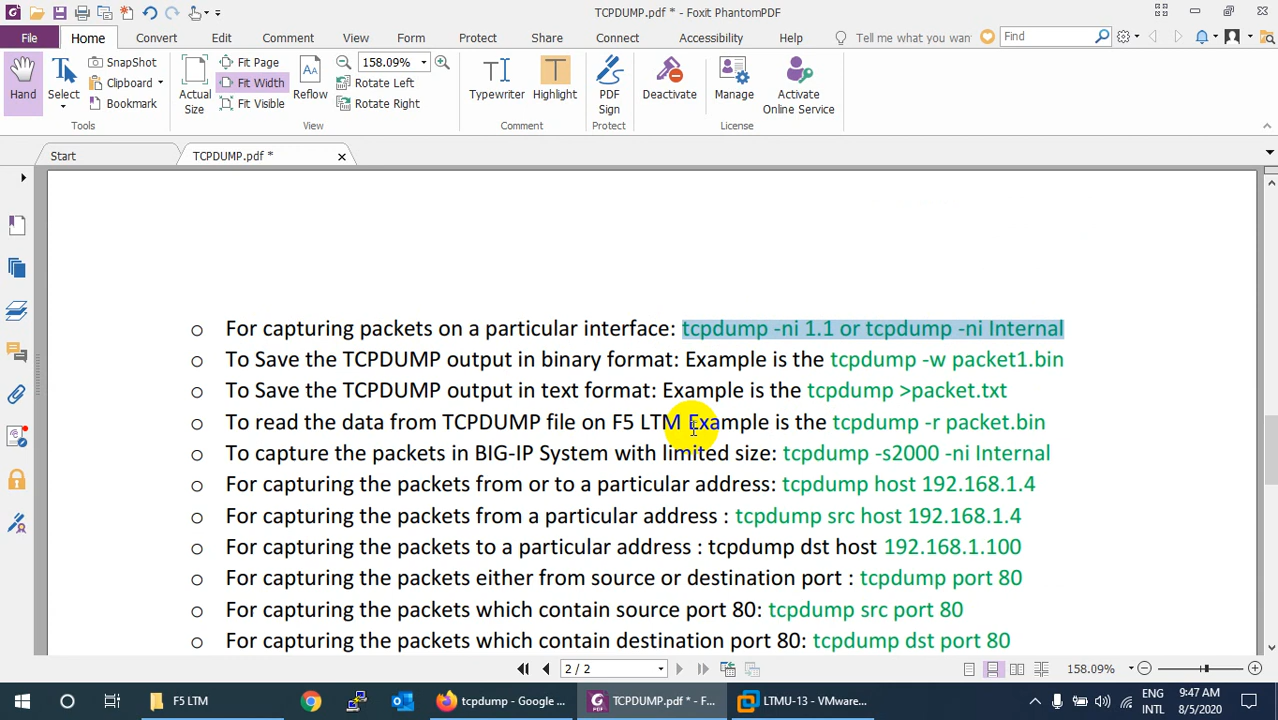 TCPDUMP.pdf * - Foxit PhantomPDF
File Home Convert Edit Comment View Form Protect Share Connect Accessibility Help Tell me what you want Find
SnapShot Fit Page 158.09%
Clipboard Fit Width Rotate Left
Hand Select Bookmark Actual Size Fit Visible Reflow Rotate Right Typewriter Highlight PDF Sign Deactivate Manage Activate Online Service
Tools View Comment Protect License
Start TCPDUMP.pdf *
o For capturing packets on a particular interface: tcpdump -ni 1.1 or tcpdump -ni Internal
o To Save the TCPDUMP output in binary format: Example is the tcpdump -w packet1.bin
o To Save the TCPDUMP output in text format: Example is the tcpdump >packet.txt
o To read the data from TCPDUMP file on F5 LTM Example is the tcpdump -r packet.bin
o To capture the packets in BIG-IP System with limited size: tcpdump -s2000 -ni Internal
o For capturing the packets from or to a particular address: tcpdump host 192.168.1.4
o For capturing the packets from a particular address : tcpdump src host 192.168.1.4
o For capturing the packets to a particular address : tcpdump dst host 192.168.1.100
o For capturing the packets either from source or destination port : tcpdump port 80
o For capturing the packets which contain source port 80: tcpdump src port 80
o For capturing the packets which contain destination port 80: tcpdump dst port 80
2 / 2 158.09%
F5 LTM tcpdump - Google ... TCPDUMP.pdf * - F... LTMU-13 - VMware... ENG INTL 9:47 AM 8/5/2020